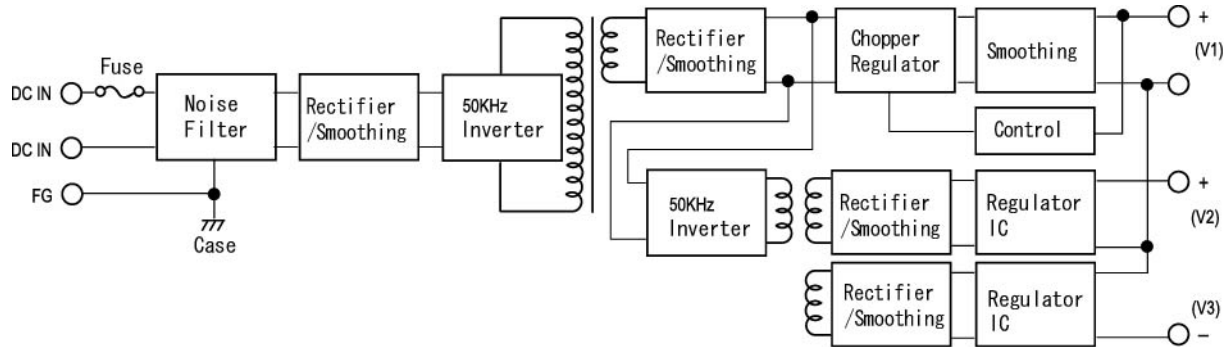 Fuse
DC IN
DC IN
FG
Noise
Filter
Case
Rectifier
/Smoothing
50KHz
Inverter
Rectifier
/Smoothing
Chopper
Regulator
Smoothing
Control
+
(V1)
50KHz
Inverter
Rectifier
/Smoothing
Regulator
IC
+
(V2)
Rectifier
/Smoothing
Regulator
IC
(V3)
−